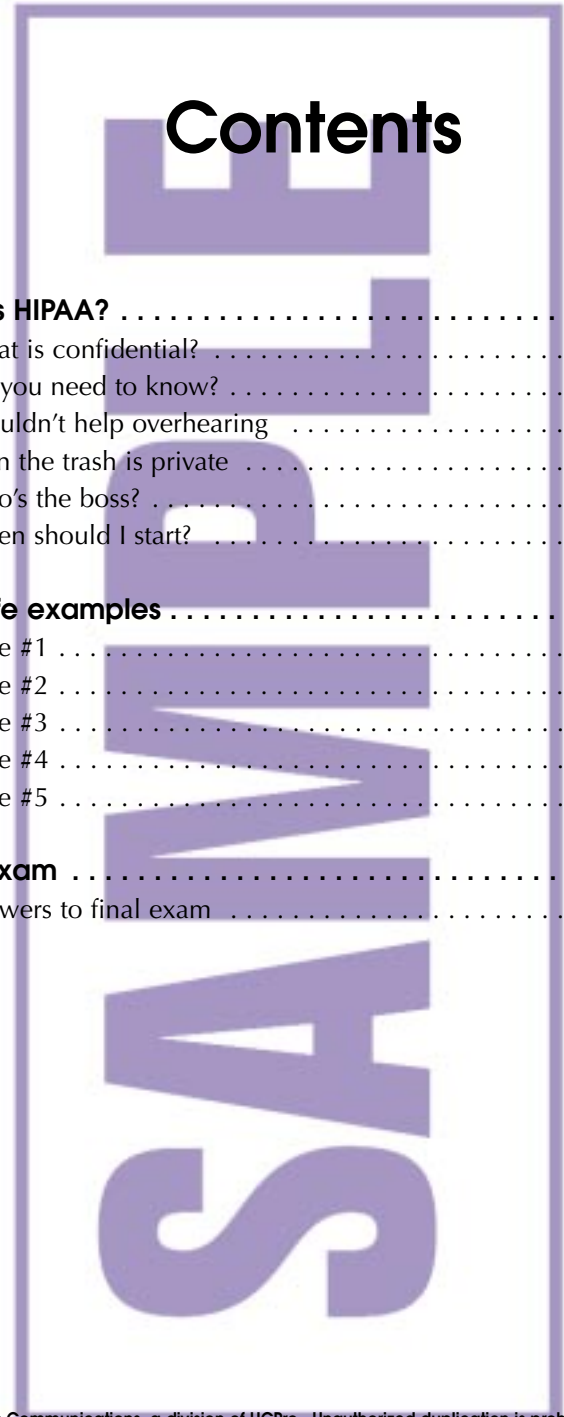 Contents
s HIPAA? . . . . . . . . . . . . . . . . . . . . . . . . . . .
at is confidential? . . . . . . . . . . . . . . . . . . . . . . .
you need to know? . . . . . . . . . . . . . . . . . . . . . .
uldn't help overhearing . . . . . . . . . . . . . . . . . .
n the trash is private . . . . . . . . . . . . . . . . . . . . .
o's the boss? . . . . . . . . . . . . . . . . . . . . . . . . . . .
en should I start? . . . . . . . . . . . . . . . . . . . . . . .
fe examples . . . . . . . . . . . . . . . . . . . . . . . .
e #1 . . . . . . . . . . . . . . . . . . . . . . . . . . . . . . . . .
e #2 . . . . . . . . . . . . . . . . . . . . . . . . . . . . . . . . .
e #3 . . . . . . . . . . . . . . . . . . . . . . . . . . . . . . . . .
e #4 . . . . . . . . . . . . . . . . . . . . . . . . . . . . . . . . .
e #5 . . . . . . . . . . . . . . . . . . . . . . . . . . . . . . . . .
xam . . . . . . . . . . . . . . . . . . . . . . . . . . . . . .
wers to final exam . . . . . . . . . . . . . . . . . . . . . .
SAMPLE
Communications, a division of HCPro. Unauthorized duplication is